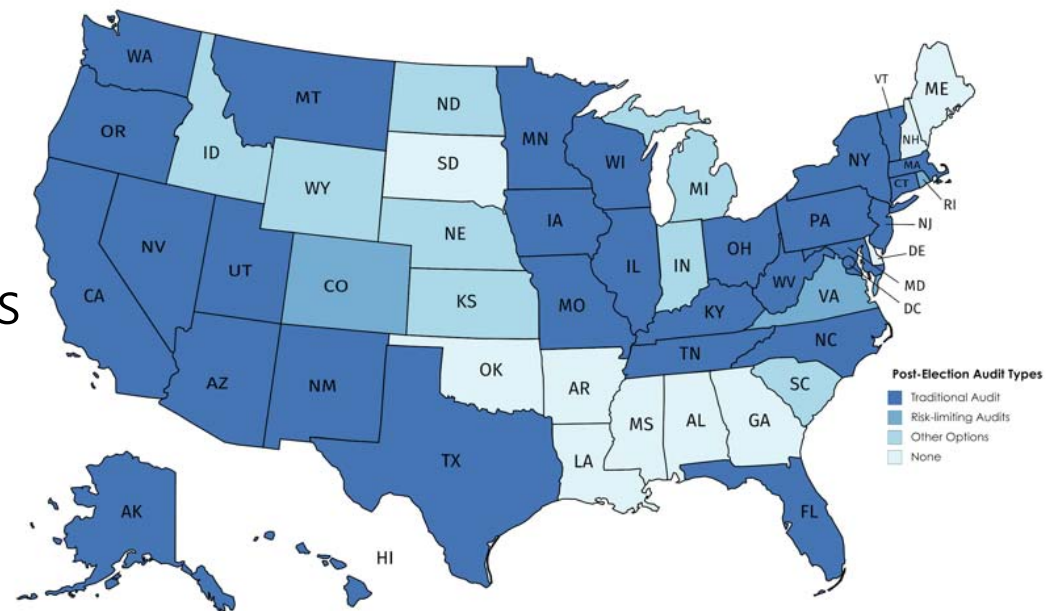 WA
MT
ND
MN
OR
ID
SD
WI
WY
MI
NE
IA
NV
UT
CO
KS
IL
IN
OH
CA
MO
WV
KY
VA
AZ
NM
OK
AR
TN
NC
SC
MS
AL
GA
TX
LA
FL
AK
HI
VT
ME
NH
NY
MA
CT
RI
PA
NJ
DE
MD
DC
S
Post-Election Audit Types
Traditional Audit
Risk-limiting Audits
Other Options
None